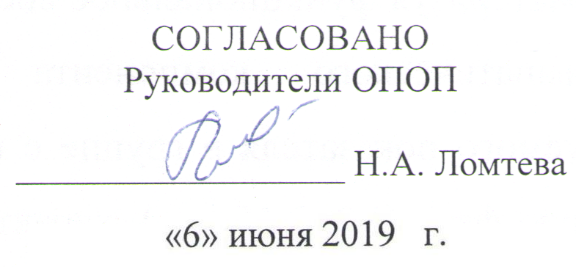 СОГЛАСОВАНО
Руководители ОПОП
Н.А. Ломтева
«6» июня 2019 г.